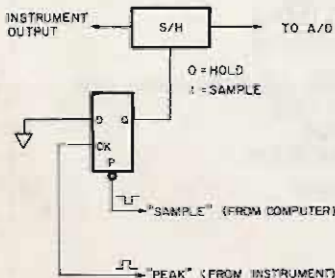 INSTRUMENT
OUTPUT
S/H
TO A/D
0 = HOLD
1 = SAMPLE
D
Q
CK
P
"SAMPLE" (FROM COMPUTER)
"PEAK" (FROM INSTRUMENT)